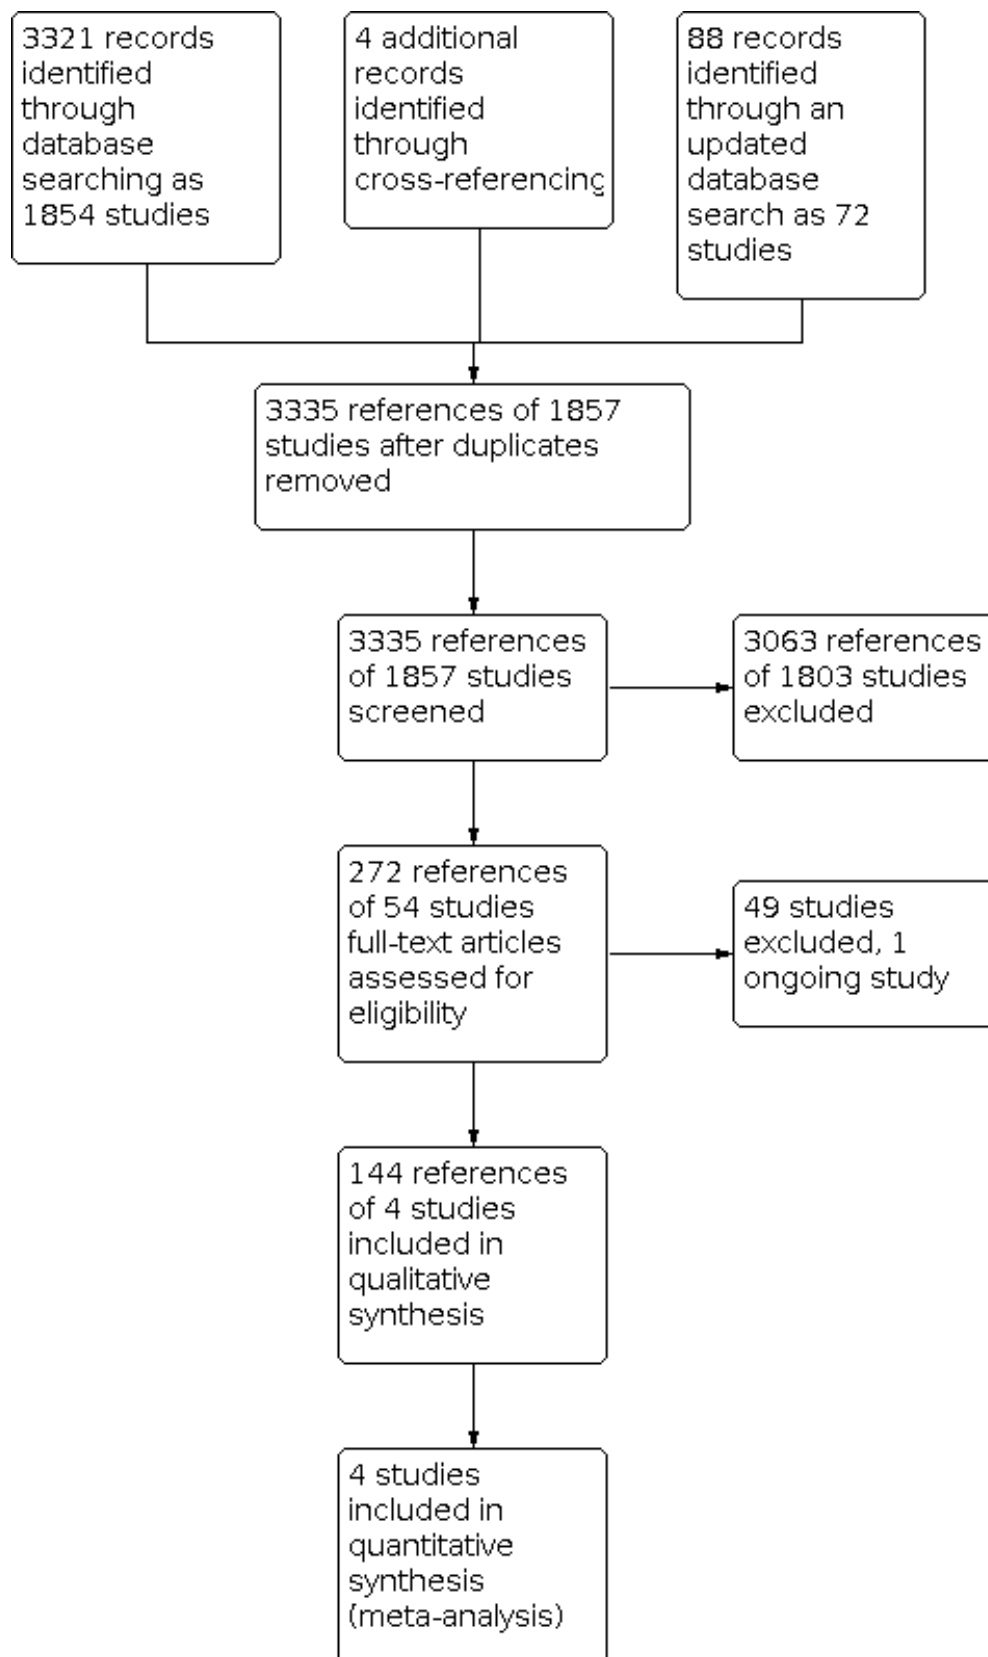 3321 records
identified
through
database
searching as
1854 studies
4 additional
records
identified
through
cross-referencing
88 records
identified
through an
updated
database
search as 72
studies
3335 references of 1857
studies after duplicates
removed
3335 references
of 1857 studies
screened
3063 references
of 1803 studies
excluded
272 references
of 54 studies
full-text articles
assessed for
eligibility
49 studies
excluded, 1
ongoing study
144 references
of 4 studies
included in
qualitative
synthesis
4 studies
included in
quantitative
synthesis
(meta-analysis)